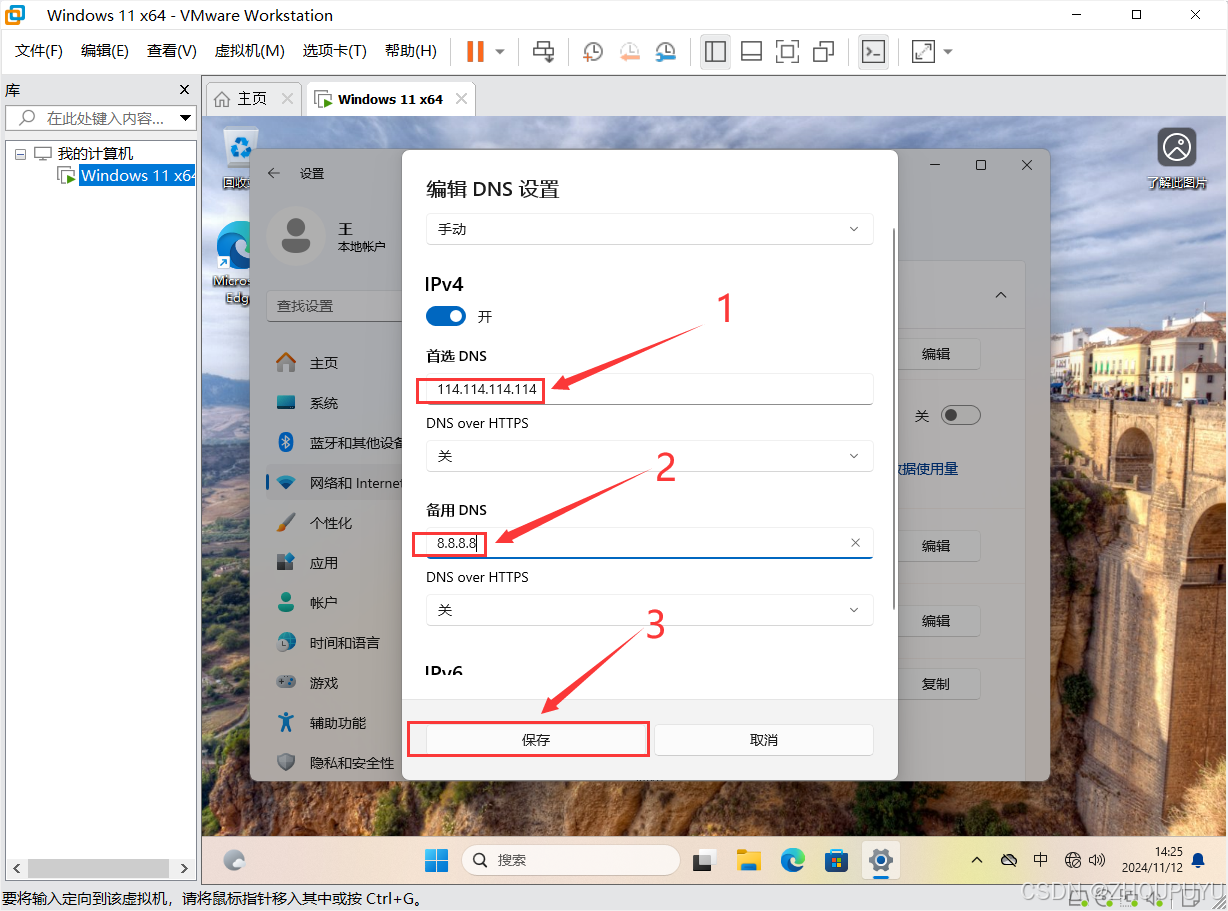 Windows 11 x64 - VMware Workstation
文件(F) 编辑(E) 查看(V) 虚拟机(M) 选项卡(T) 帮助(H)
库
在此处键入内容...
我的计算机
Windows 11 x64
主页
Windows 11 x64
回收
Micros
Edg
了解此图片
设置
王
本地帐户
查找设置
主页
系统
蓝牙和其他设备
网络和 Internet
个性化
应用
帐户
时间和语言
游戏
辅助功能
隐私和安全性
编辑 DNS 设置
手动
IPv4
开
1
首选 DNS
114.114.114.114
DNS over HTTPS
关
2
备用 DNS
8.8.8.8
DNS over HTTPS
关
3
IPv6
保存
取消
编辑
关
数据使用量
编辑
编辑
复制
搜索
中
14:25
2024/11/12
要将输入定向到该虚拟机，请将鼠标指针移入其中或按 Ctrl+G。
CSDN @ZHOUPUYU